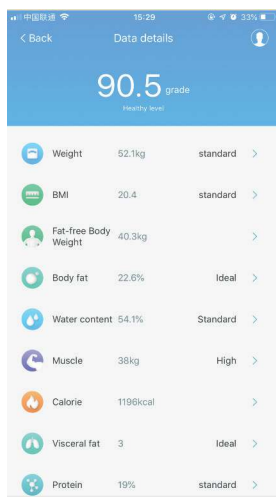 中国联通 15:29 33%
< Back Data details
90.5 grade
Healthy level
Weight 52.1kg standard >
BMI 20.4 standard >
Fat-free Body
Weight 40.3kg >
Body fat 22.6% Ideal >
Water content 54.1% Standard >
Muscle 38kg High >
Calorie 1196kcal >
Visceral fat 3 Ideal >
Protein 19% standard >